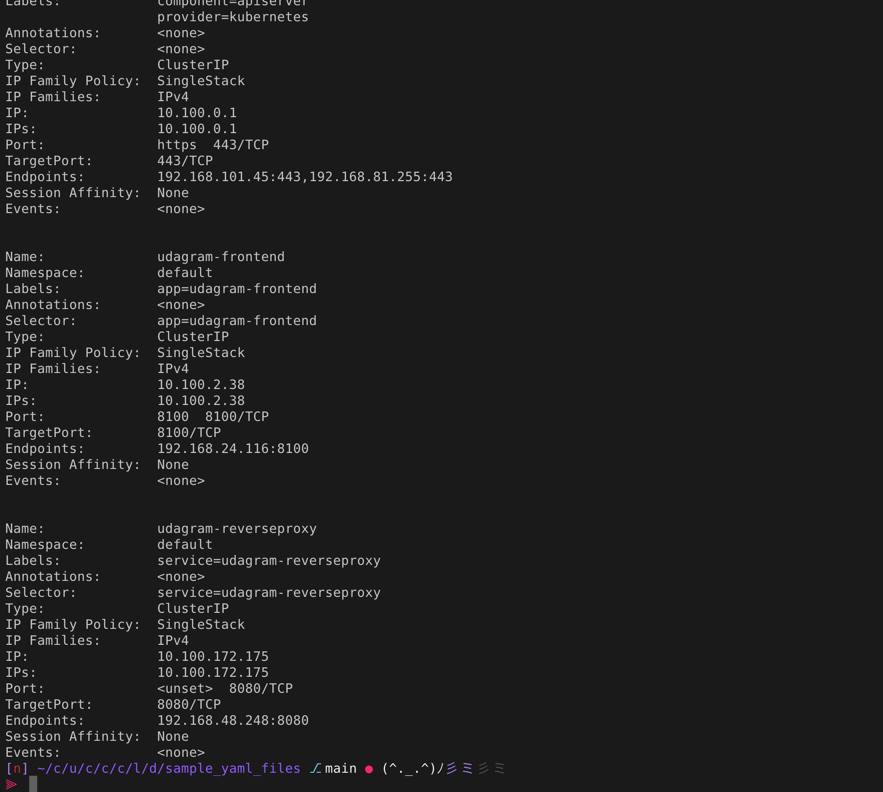 Labels:            component=apiserver
                   provider=kubernetes
Annotations:       <none>
Selector:          <none>
Type:              ClusterIP
IP Family Policy:  SingleStack
IP Families:       IPv4
IP:                10.100.0.1
IPs:               10.100.0.1
Port:              https  443/TCP
TargetPort:        443/TCP
Endpoints:         192.168.101.45:443,192.168.81.255:443
Session Affinity:  None
Events:            <none>
Name:              udagram-frontend
Namespace:         default
Labels:            app=udagram-frontend
Annotations:       <none>
Selector:          app=udagram-frontend
Type:              ClusterIP
IP Family Policy:  SingleStack
IP Families:       IPv4
IP:                10.100.2.38
IPs:               10.100.2.38
Port:              8100  8100/TCP
TargetPort:        8100/TCP
Endpoints:         192.168.24.116:8100
Session Affinity:  None
Events:            <none>
Name:              udagram-reverseproxy
Namespace:         default
Labels:            service=udagram-reverseproxy
Annotations:       <none>
Selector:          service=udagram-reverseproxy
Type:              ClusterIP
IP Family Policy:  SingleStack
IP Families:       IPv4
IP:                10.100.172.175
IPs:               10.100.172.175
Port:              <unset>  8080/TCP
TargetPort:        8080/TCP
Endpoints:         192.168.48.248:8080
Session Affinity:  None
Events:            <none>
[n] ~/c/u/c/c/c/l/d/sample_yaml_files ⎇ main ● (^._.^)ﾉ彡ミ彡ミ
⩥